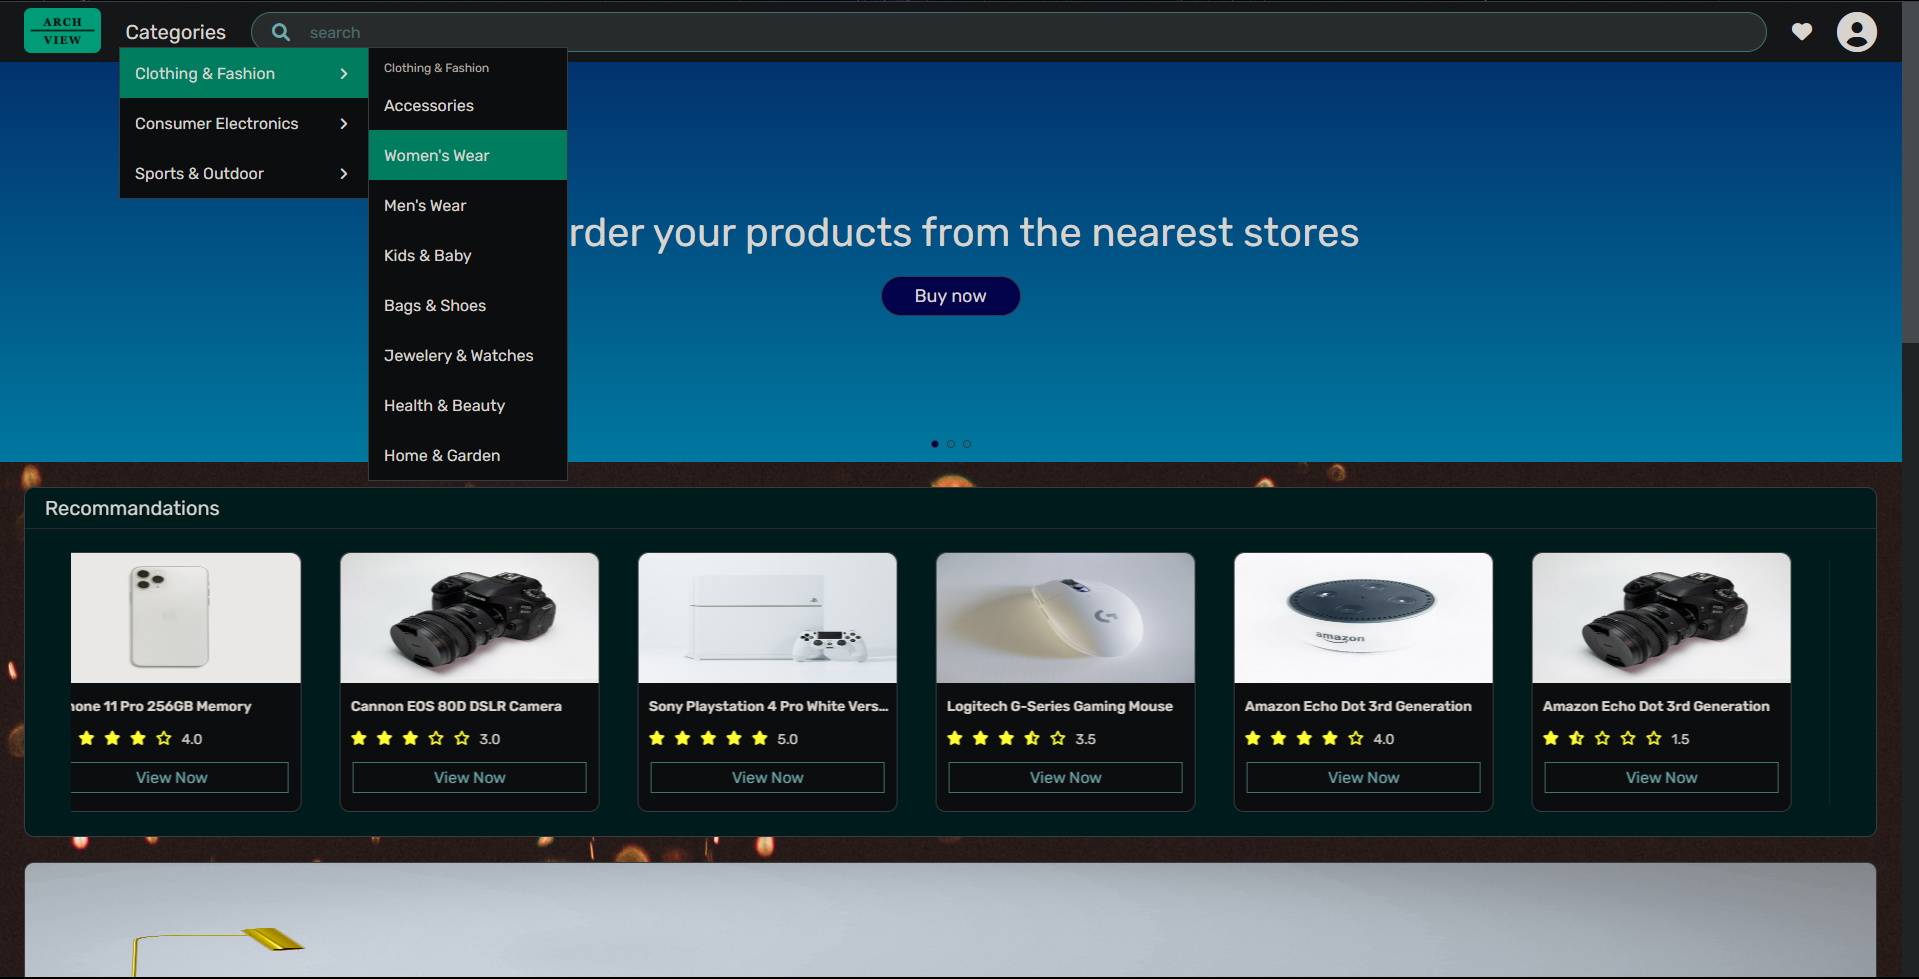 ARCH
VIEW
Categories
search
Clothing & Fashion
Consumer Electronics
Sports & Outdoor
Clothing & Fashion
Accessories
Women's Wear
Men's Wear
Kids & Baby
Bags & Shoes
Jewelery & Watches
Health & Beauty
Home & Garden
rder your products from the nearest stores
Buy now
Recommandations
hone 11 Pro 256GB Memory
4.0
View Now
Cannon EOS 80D DSLR Camera
3.0
View Now
Sony Playstation 4 Pro White Vers...
5.0
View Now
Logitech G-Series Gaming Mouse
3.5
View Now
amazon
Amazon Echo Dot 3rd Generation
4.0
View Now
Amazon Echo Dot 3rd Generation
1.5
View Now